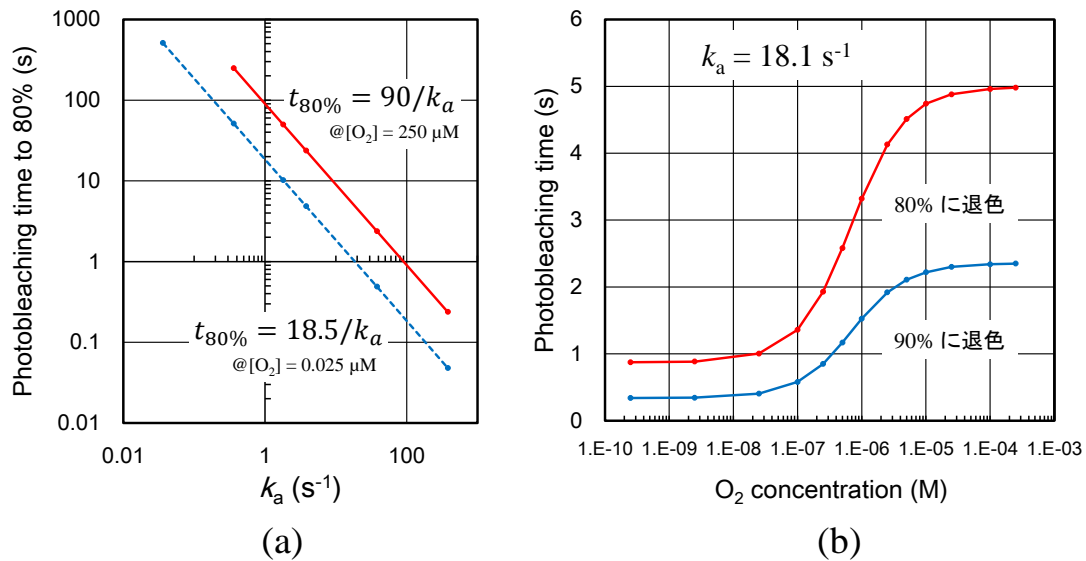 1000
100
10
1
0.1
0.01
Photobleaching time to 80% (s)
t80% = 90/ka
@[O2] = 250 μM
t80% = 18.5/ka
@[O2] = 0.025 μM
0.01
1
100
ka (s-1)
(a)
6
5
4
3
2
1
0
Photobleaching time (s)
ka = 18.1 s-1
80% に退色
90% に退色
1.E-10
1.E-09
1.E-08
1.E-07
1.E-06
1.E-05
1.E-04
1.E-03
O2 concentration (M)
(b)